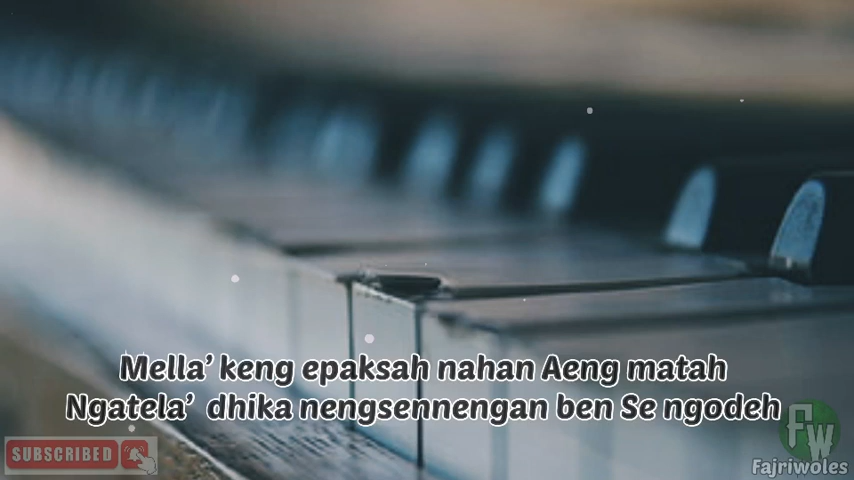 Mella’ keng epaksah nahan Aeng matah
Ngatela’ dhika nengsennengan ben Se ngodeh
SUBSCRIBED
FW
Fajriwoles